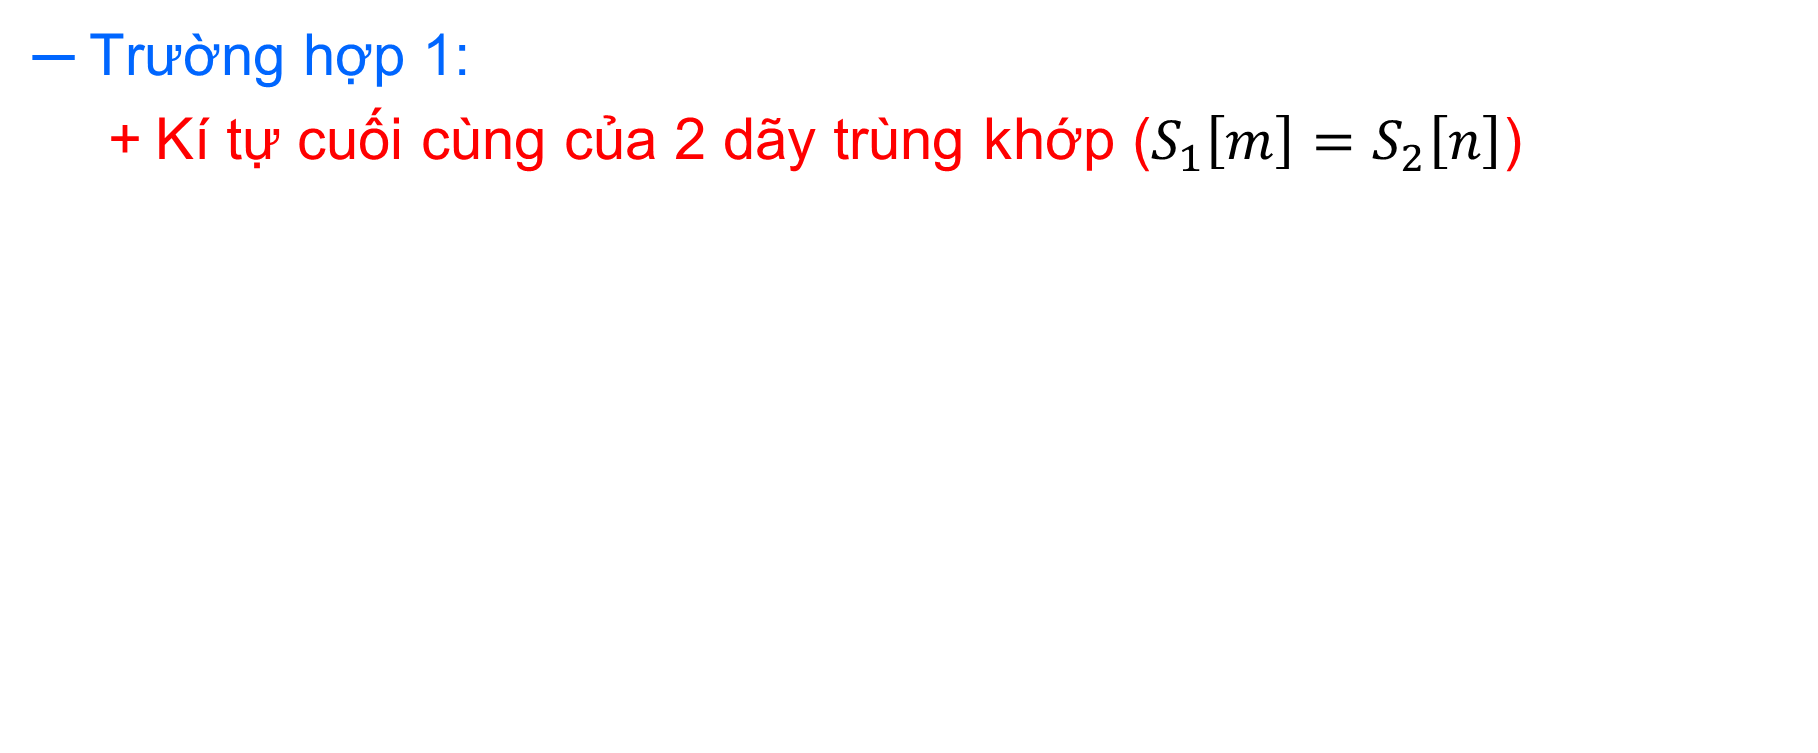 — Trường hợp 1:
+ Kí tự cuối cùng của 2 dãy trùng khớp (𝑆₁[𝑚] = 𝑆₂[𝑛])